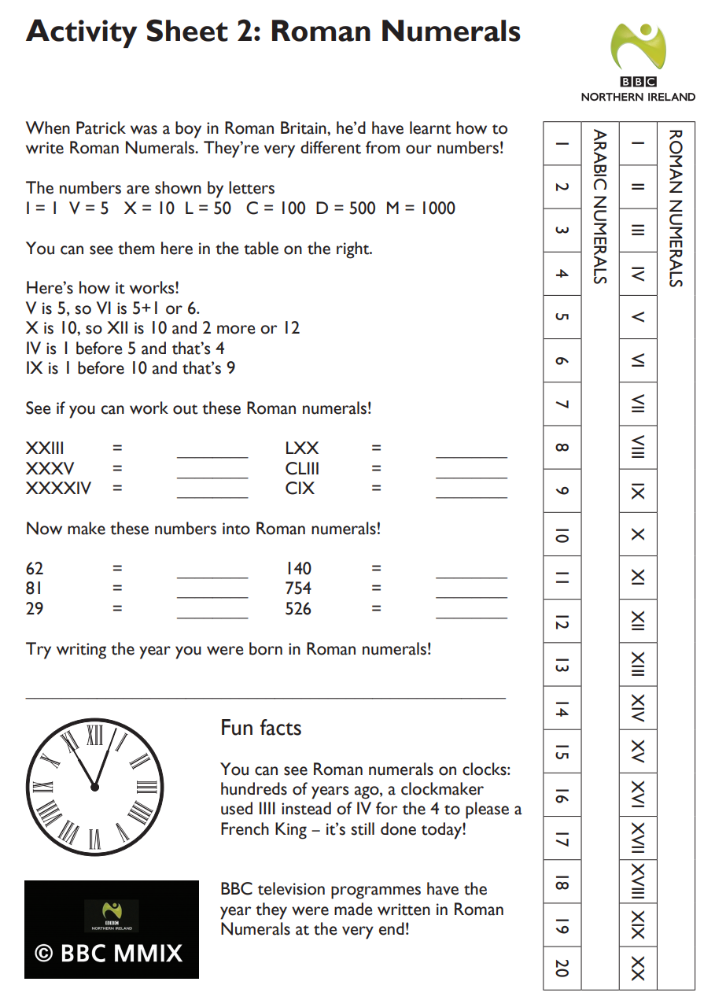 Activity Sheet 2: Roman Numerals
BBC
NORTHERN IRELAND
When Patrick was a boy in Roman Britain, he’d have learnt how to
write Roman Numerals. They’re very different from our numbers!
The numbers are shown by letters
I = 1 V = 5 X = 10 L = 50 C = 100 D = 500 M = 1000
You can see them here in the table on the right.
Here’s how it works!
V is 5, so VI is 5+1 or 6.
X is 10, so XII is 10 and 2 more or 12
IV is 1 before 5 and that’s 4
IX is 1 before 10 and that’s 9
See if you can work out these Roman numerals!
XXIII = ________ LXX = ________
XXXV = ________ CLIII = ________
XXXXIV = ________ CIX = ________
Now make these numbers into Roman numerals!
62 = ________ 140 = ________
81 = ________ 754 = ________
29 = ________ 526 = ________
Try writing the year you were born in Roman numerals!
XII
I
II
III
IIII
V
VI
VII
VIII
IX
X
XI
Fun facts
You can see Roman numerals on clocks:
hundreds of years ago, a clockmaker
used IIII instead of IV for the 4 to please a
French King – it’s still done today!
BBC
NORTHERN IRELAND
© BBC MMIX
BBC television programmes have the
year they were made written in Roman
Numerals at the very end!
ROMAN NUMERALS
I II III IV V VI VII VIII IX X XI XII XIII XIV XV XVI XVII XVIII XIX XX
ARABIC NUMERALS
1 2 3 4 5 6 7 8 9 10 11 12 13 14 15 16 17 18 19 20